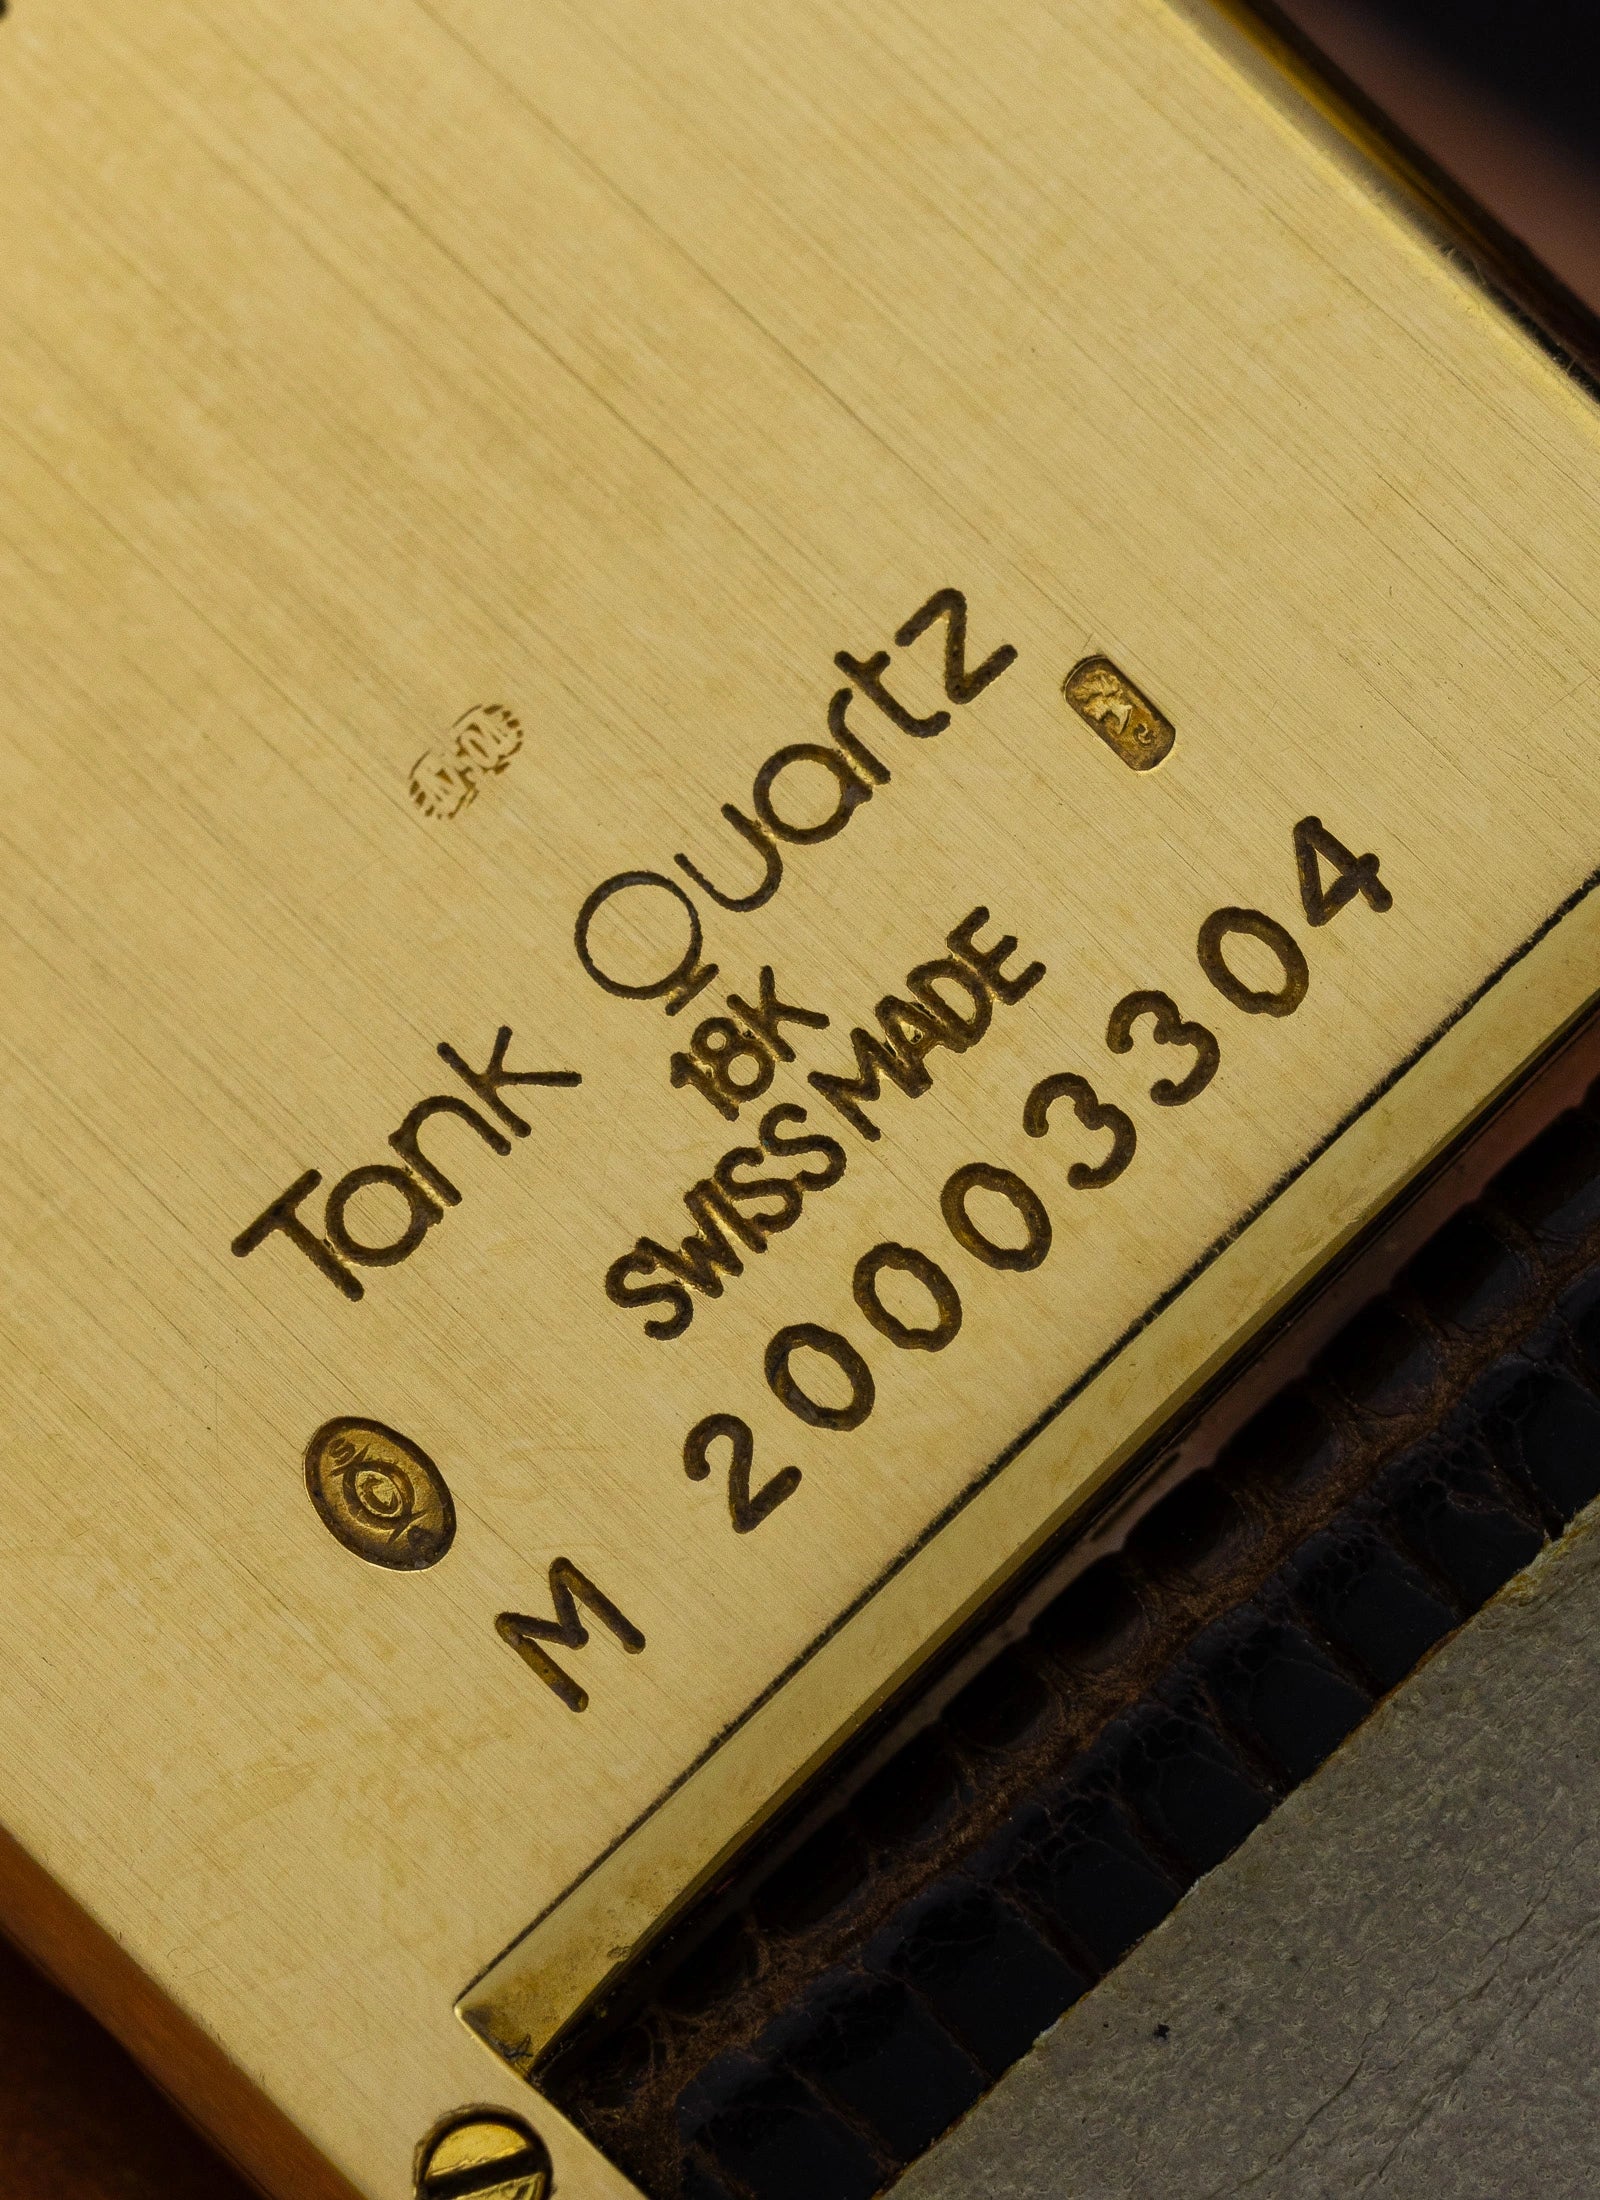 Tank Quartz
18K
SWISS MADE
M 20003304
S C A